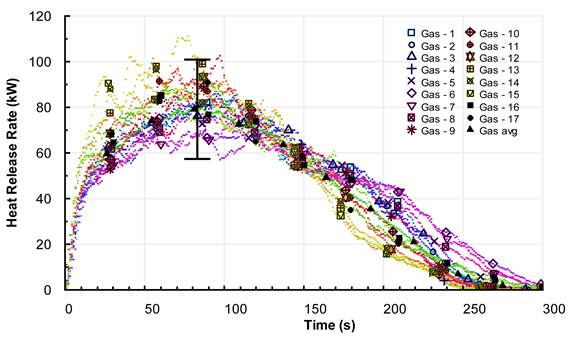 120
100
80
60
40
20
0
Heat Release Rate (kW)
0 50 100 150 200 250 300
Time (s)
Gas - 1 Gas - 10
Gas - 2 Gas - 11
Gas - 3 Gas - 12
Gas - 4 Gas - 13
Gas - 5 Gas - 14
Gas - 6 Gas - 15
Gas - 7 Gas - 16
Gas - 8 Gas - 17
Gas - 9 Gas avg